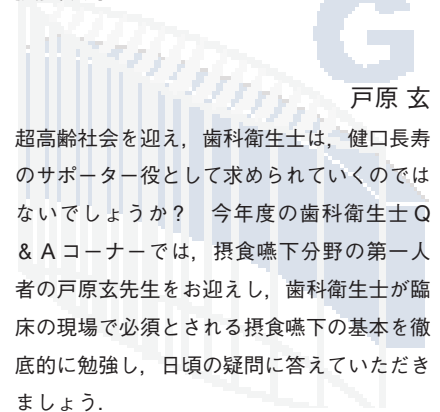 G
戸原 玄
超高齢社会を迎え，歯科衛生士は，健口長寿
のサポーター役として求められていくのでは
ないでしょうか？　今年度の歯科衛生士Q
& A コーナーでは，摂食嚥下分野の第一人
者の戸原玄先生をお迎えし，歯科衛生士が臨
床の現場で必須とされる摂食嚥下の基本を徹
底的に勉強し，日頃の疑問に答えていただき
ましょう．